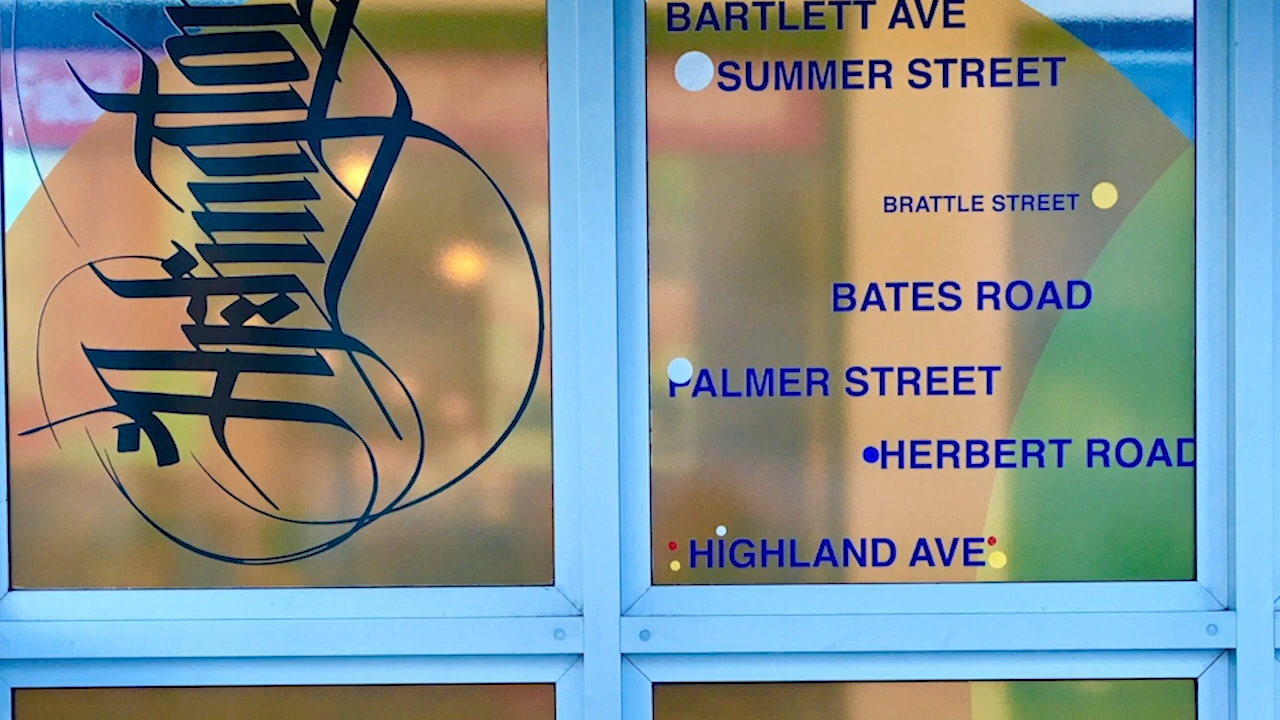 BARTLETT AVE
SUMMER STREET
BRATTLE STREET
BATES ROAD
PALMER STREET
HERBERT ROAD
HIGHLAND AVE